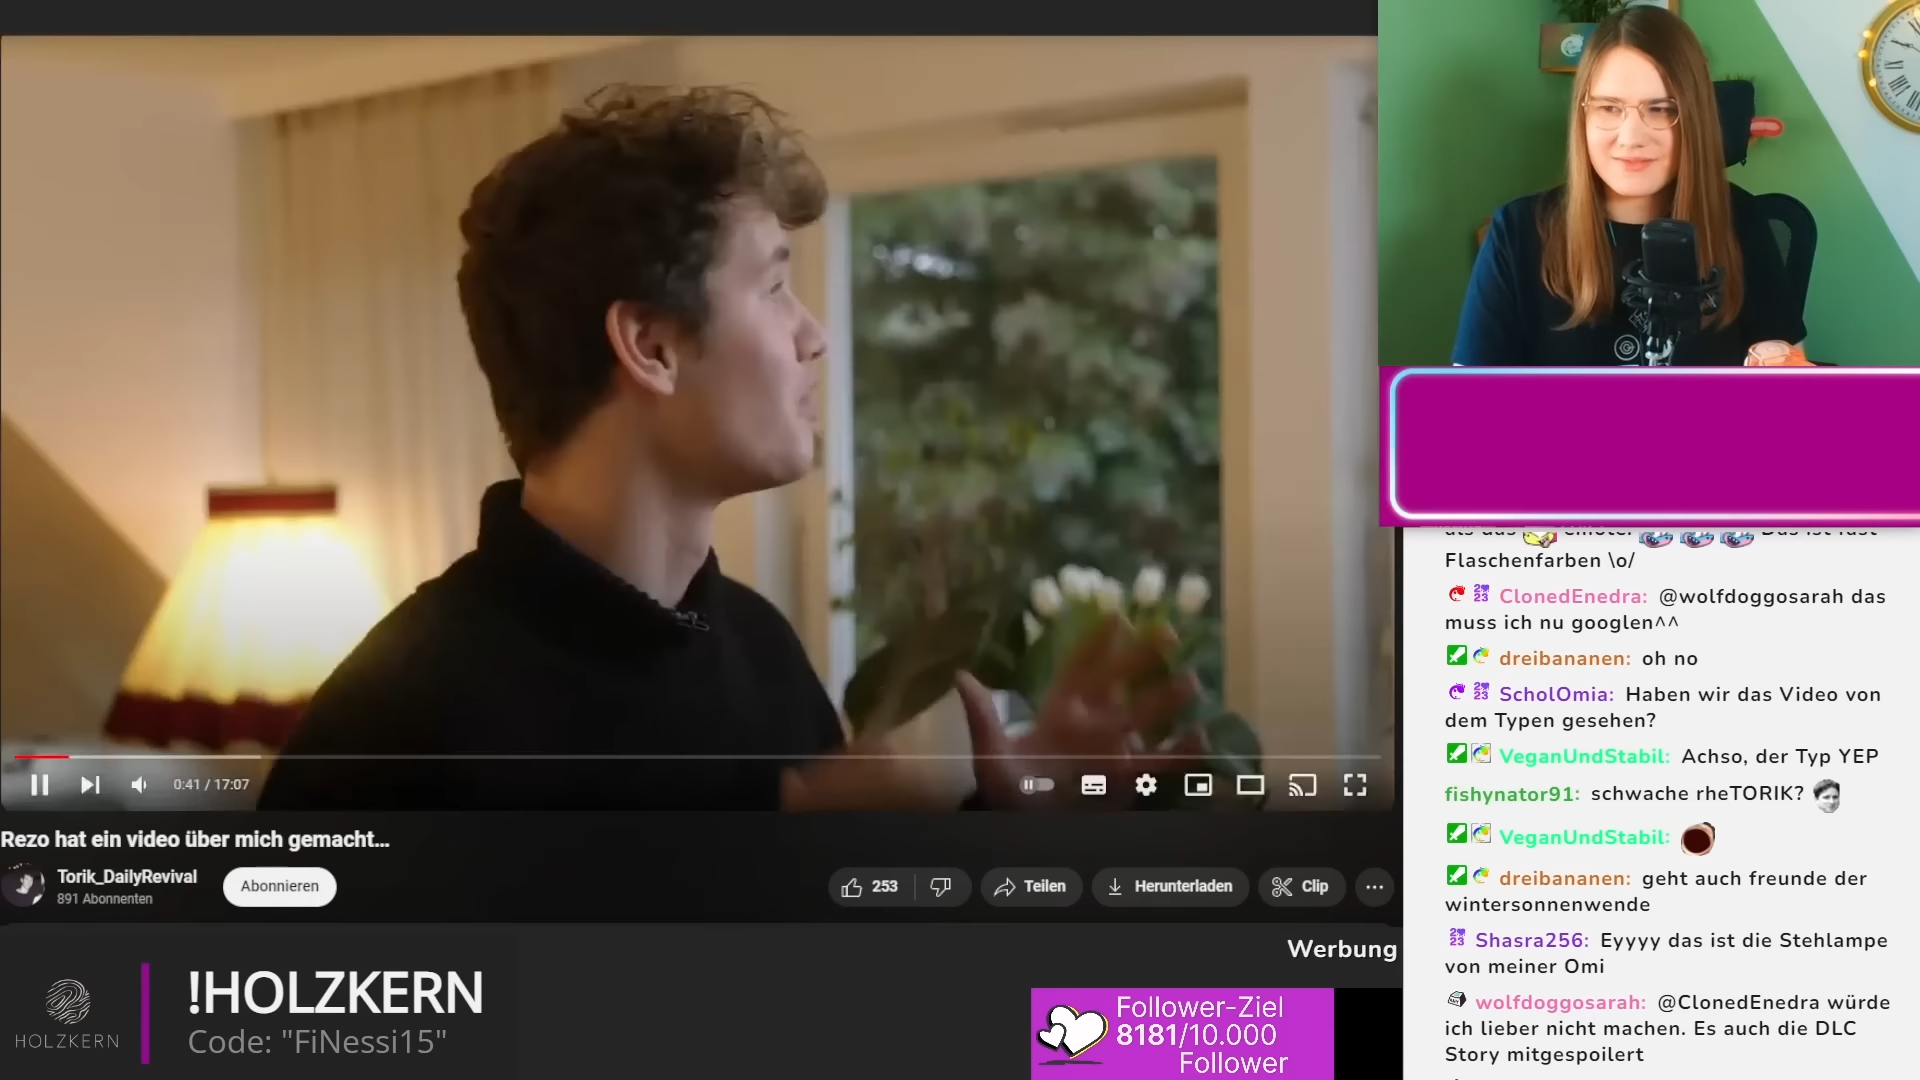 0:41 / 17:07
Rezo hat ein video über mich gemacht...
Torik_DailyRevival
891 Abonnenten
Abonnieren
253
Teilen
Herunterladen
Clip
Werbung
HOLZKERN
!HOLZKERN
Code: "FiNessi15"
Follower-Ziel
8181/10.000
Follower
Flaschenfarben \o/
ClonedEnedra: @wolfdoggosarah das
muss ich nu googlen^^
dreibananen: oh no
ScholOmia: Haben wir das Video von
dem Typen gesehen?
VeganUndStabil: Achso, der Typ YEP
fishynator91: schwache rheTORIK?
VeganUndStabil:
dreibananen: geht auch freunde der
wintersonnenwende
Shasra256: Eyyyy das ist die Stehlampe
von meiner Omi
wolfdoggosarah: @ClonedEnedra würde
ich lieber nicht machen. Es auch die DLC
Story mitgespoilert